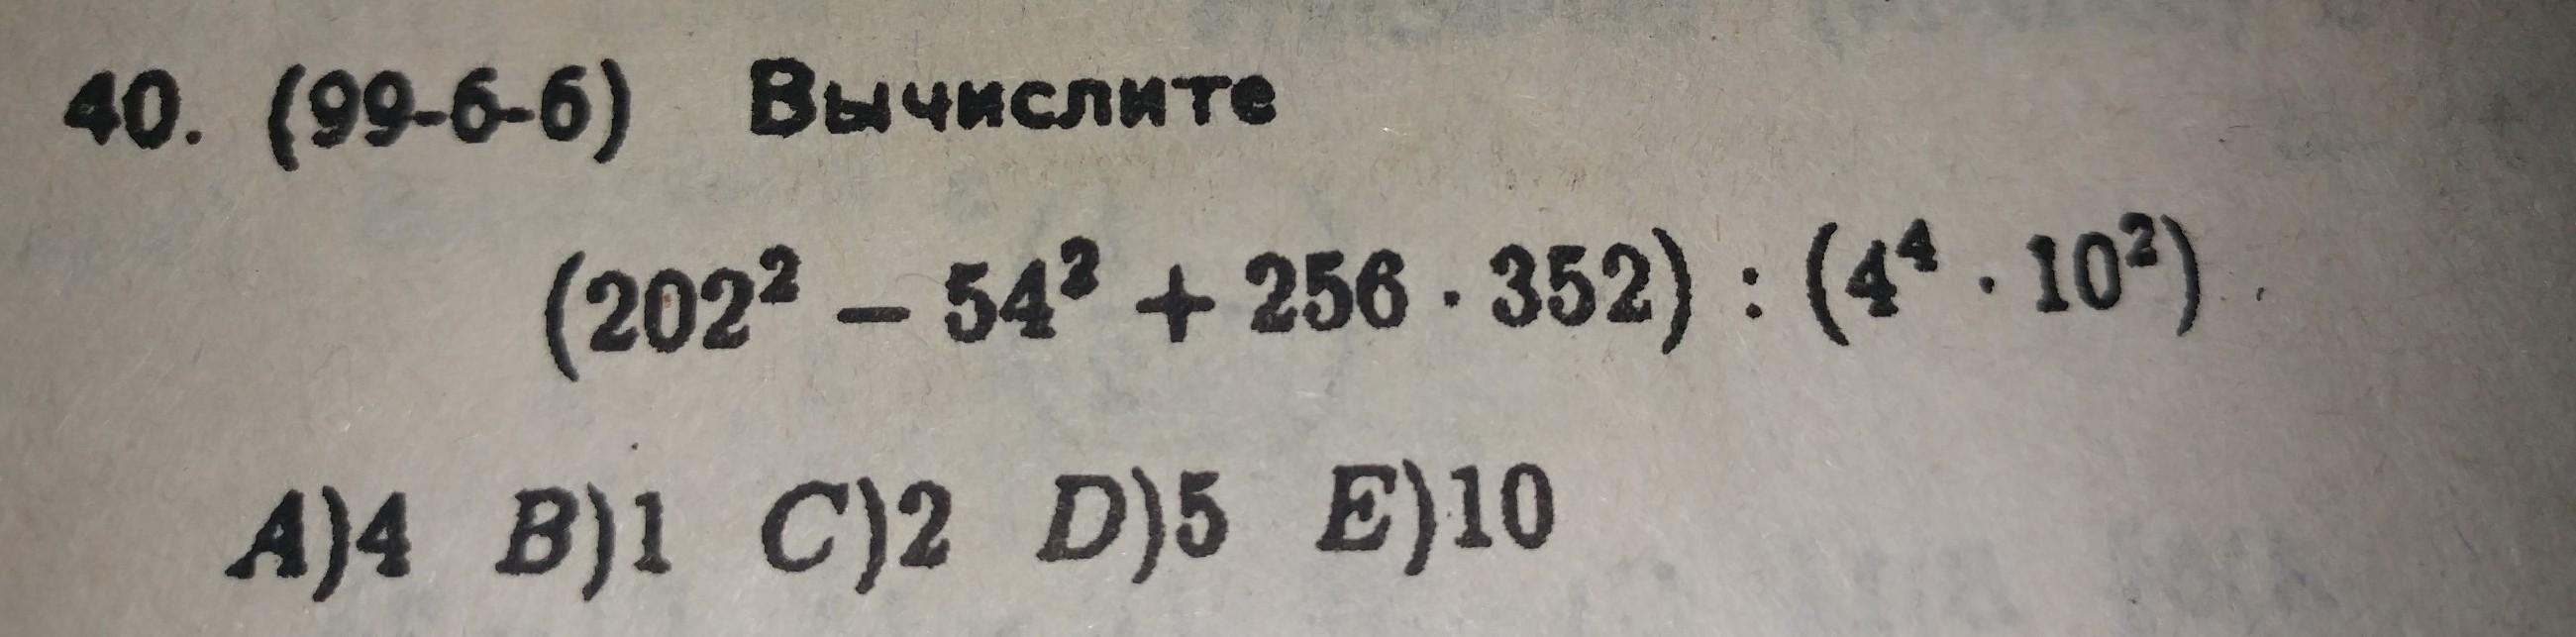 40. (99-6-6) Вычислите
(202² – 54² + 256 · 352) : (4⁴ · 10²).
A)4 B)1 C)2 D)5 E)10